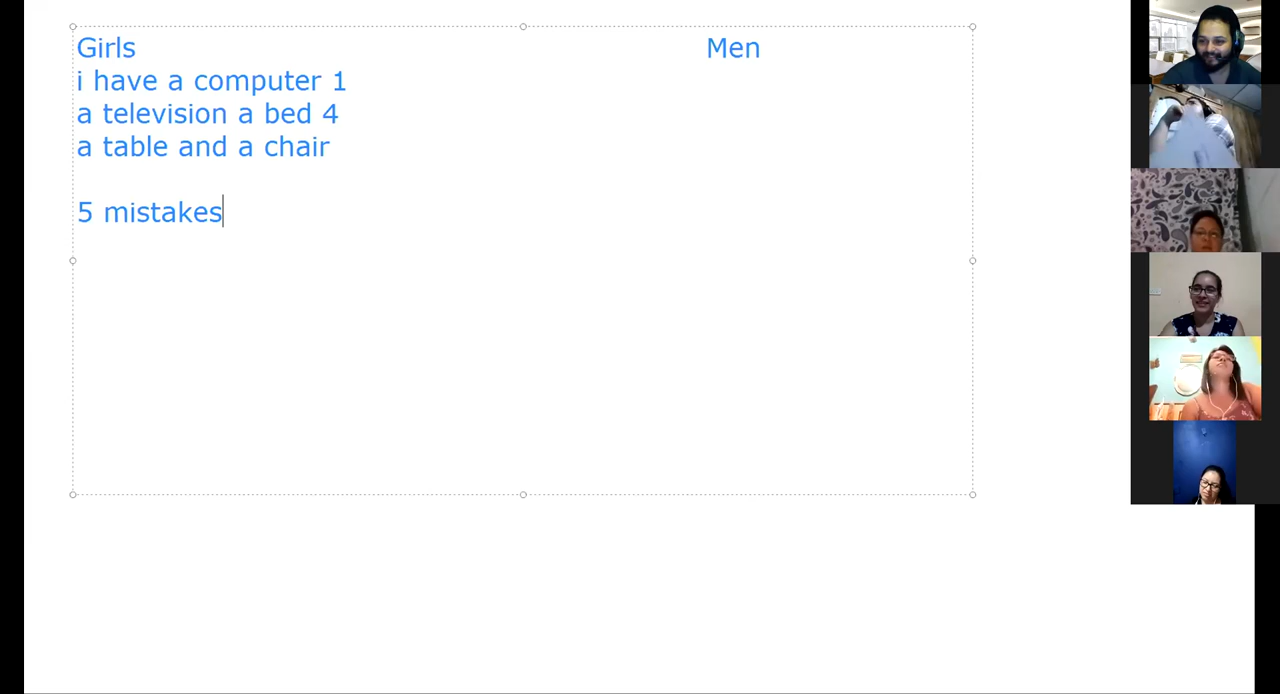 Girls Men
i have a computer 1
a television a bed 4
a table and a chair
5 mistakes